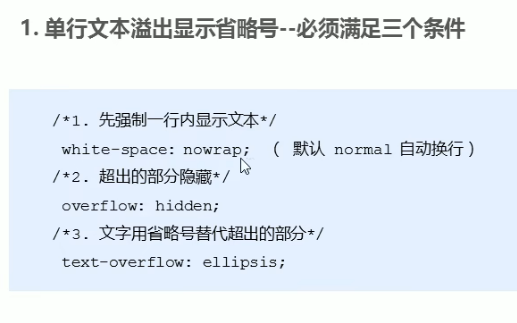 1. 单行文本溢出显示省略号--必须满足三个条件
/*1. 先强制一行内显示文本*/
white-space: nowrap; ( 默认 normal 自动换行)
/*2. 超出的部分隐藏*/
overflow: hidden;
/*3. 文字用省略号替代超出的部分*/
text-overflow: ellipsis;